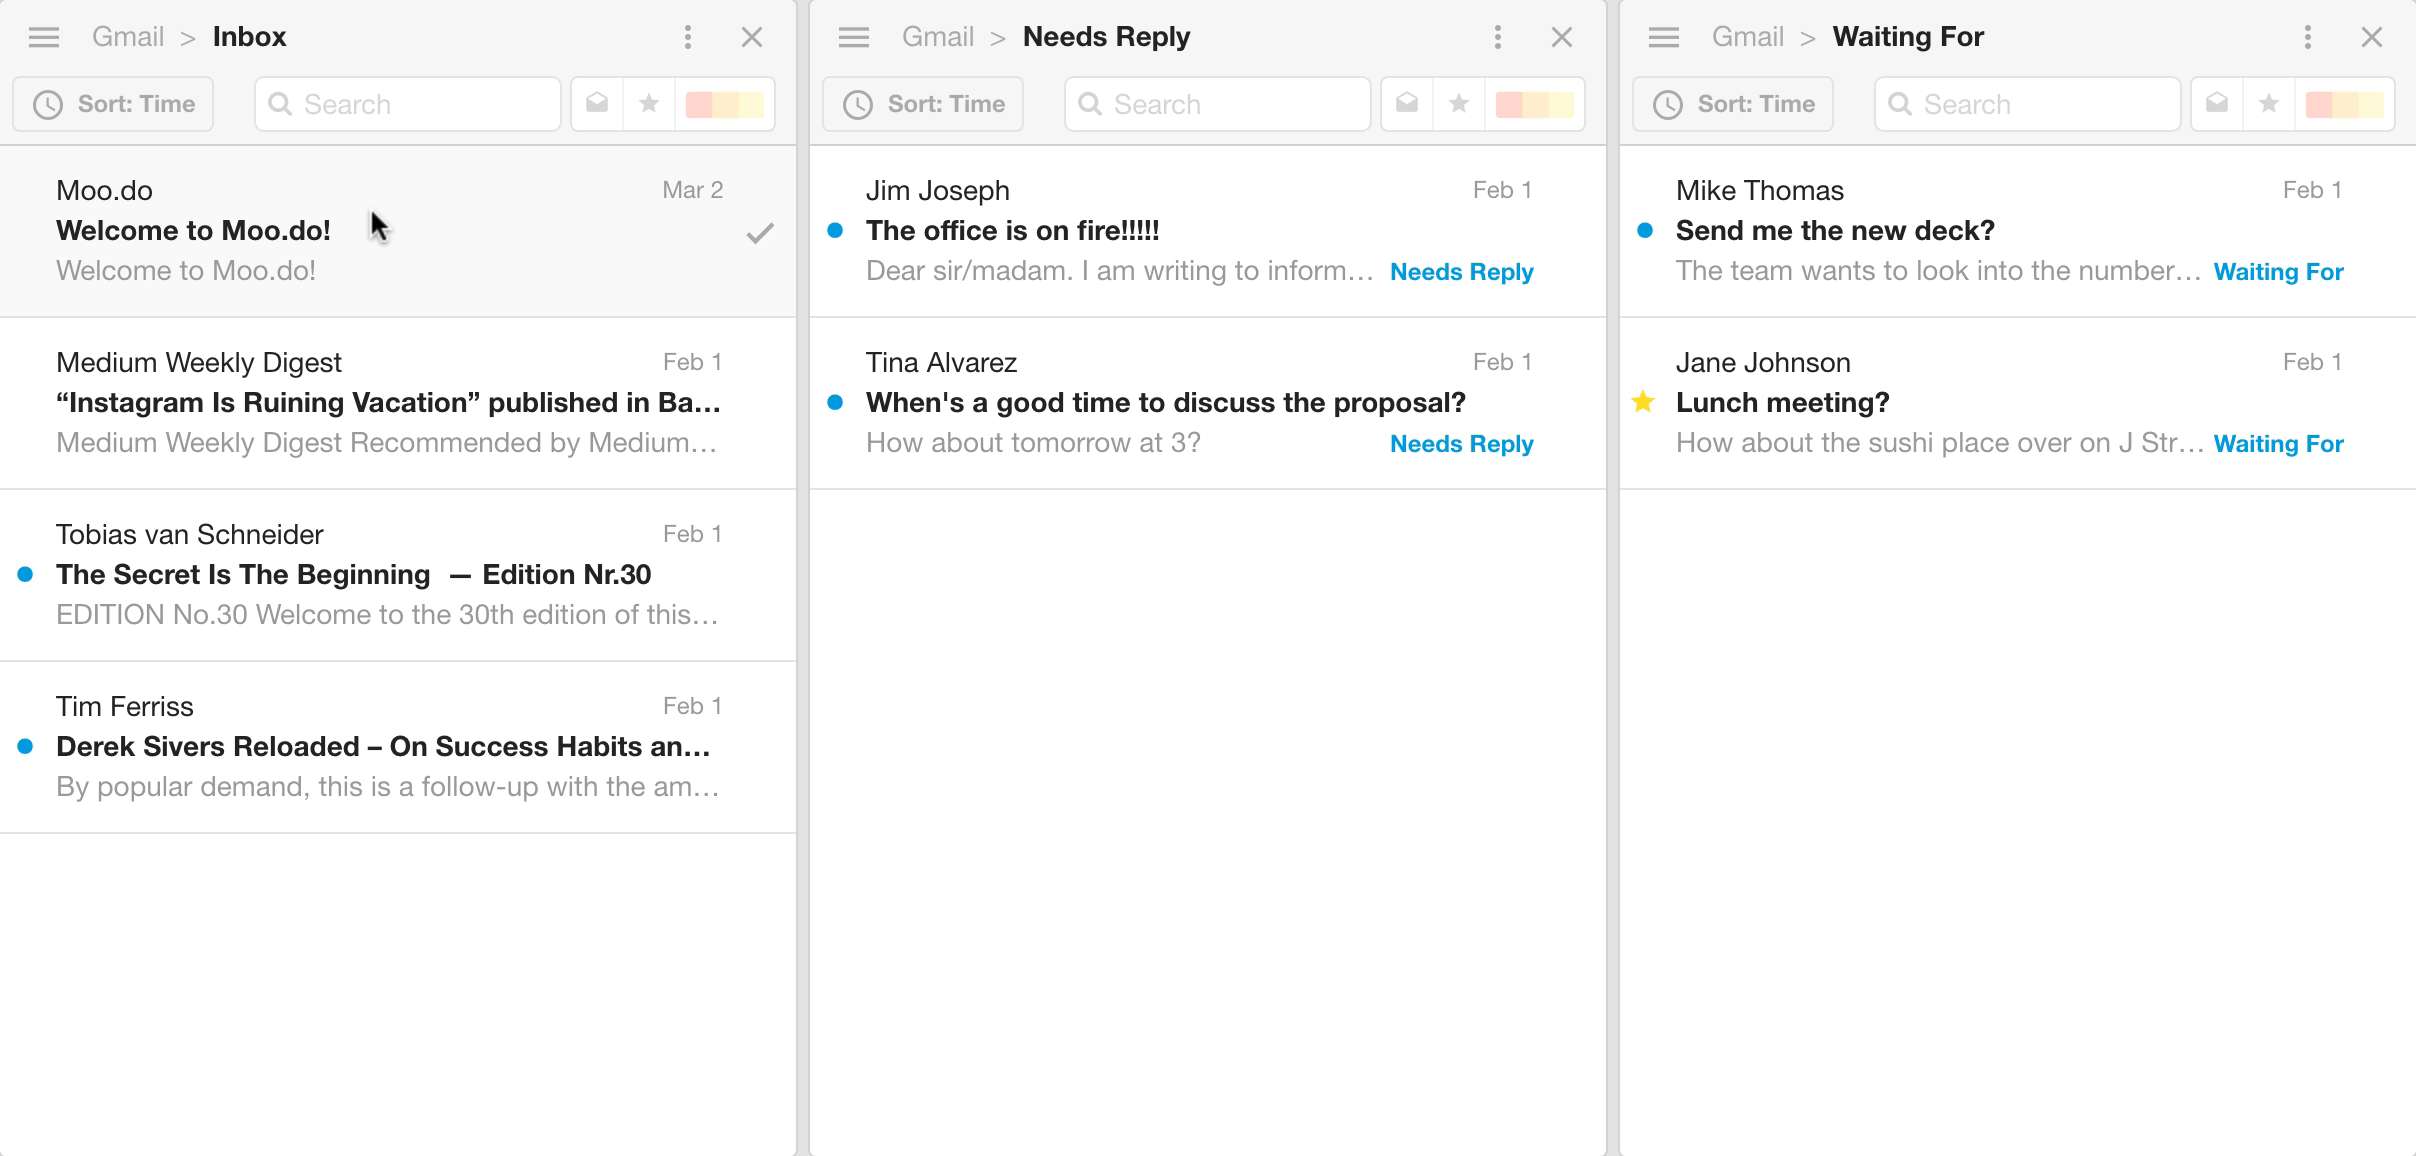 Gmail > Inbox
Sort: Time
Search
Moo.do
Mar 2
Welcome to Moo.do!
Welcome to Moo.do!
Medium Weekly Digest
Feb 1
“Instagram Is Ruining Vacation” published in Ba...
Medium Weekly Digest Recommended by Medium...
Tobias van Schneider
Feb 1
The Secret Is The Beginning — Edition Nr.30
EDITION No.30 Welcome to the 30th edition of this...
Tim Ferriss
Feb 1
Derek Sivers Reloaded – On Success Habits an...
By popular demand, this is a follow-up with the am...
Gmail > Needs Reply
Sort: Time
Search
Jim Joseph
Feb 1
The office is on fire!!!!!
Dear sir/madam. I am writing to inform...
Needs Reply
Tina Alvarez
Feb 1
When's a good time to discuss the proposal?
How about tomorrow at 3?
Needs Reply
Gmail > Waiting For
Sort: Time
Search
Mike Thomas
Feb 1
Send me the new deck?
The team wants to look into the number...
Waiting For
Jane Johnson
Feb 1
Lunch meeting?
How about the sushi place over on J Str...
Waiting For